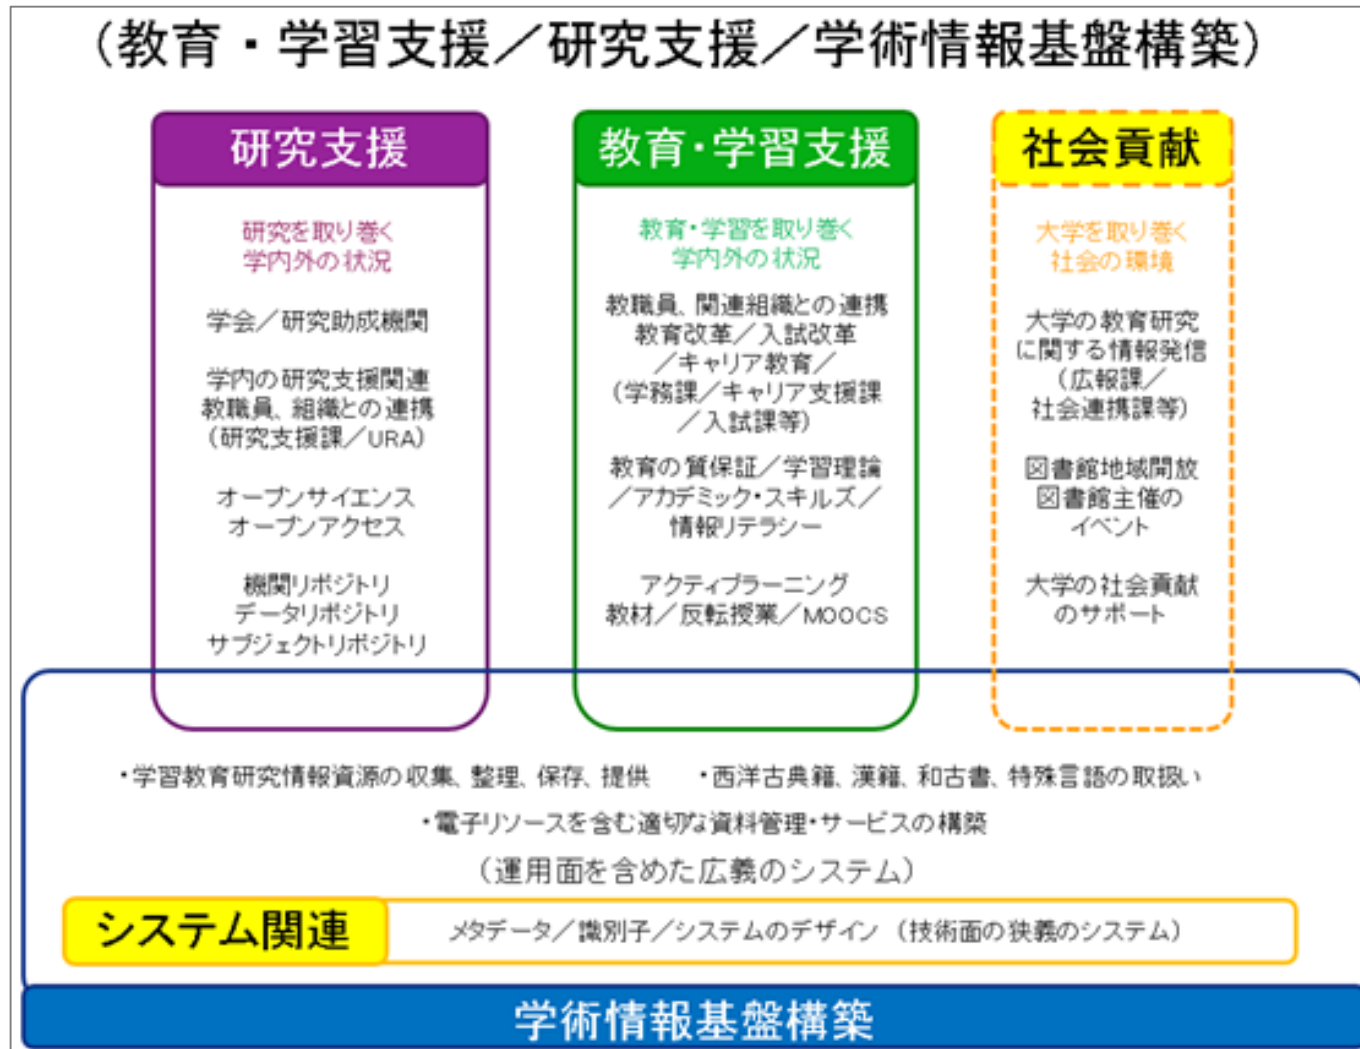 （教育・学習支援／研究支援／学術情報基盤構築）
研究支援
研究を取り巻く
学内外の状況
学会／研究助成機関
学内の研究支援関連
教職員、組織との連携
（研究支援課／URA）
オープンサイエンス
オープンアクセス
機関リポジトリ
データリポジトリ
サブジェクトリポジトリ
教育・学習支援
教育・学習を取り巻く
学内外の状況
教職員、関連組織との連携
教育改革／入試改革
／キャリア教育／
（学務課／キャリア支援課
／入試課等）
教育の質保証／学習理論
／アカデミック・スキルズ／
情報リテラシー
アクティブラーニング
教材／反転授業／MOOCS
社会貢献
大学を取り巻く
社会の環境
大学の教育研究
に関する情報発信
（広報課／
社会連携課等）
図書館地域開放
図書館主催の
イベント
大学の社会貢献
のサポート
・学習教育研究情報資源の収集、整理、保存、提供　・西洋古典籍、漢籍、和古書、特殊言語の取扱い
・電子リソースを含む適切な資料管理・サービスの構築
（運用面を含めた広義のシステム）
システム関連　メタデータ／識別子／システムのデザイン（技術面の狭義のシステム）
学術情報基盤構築